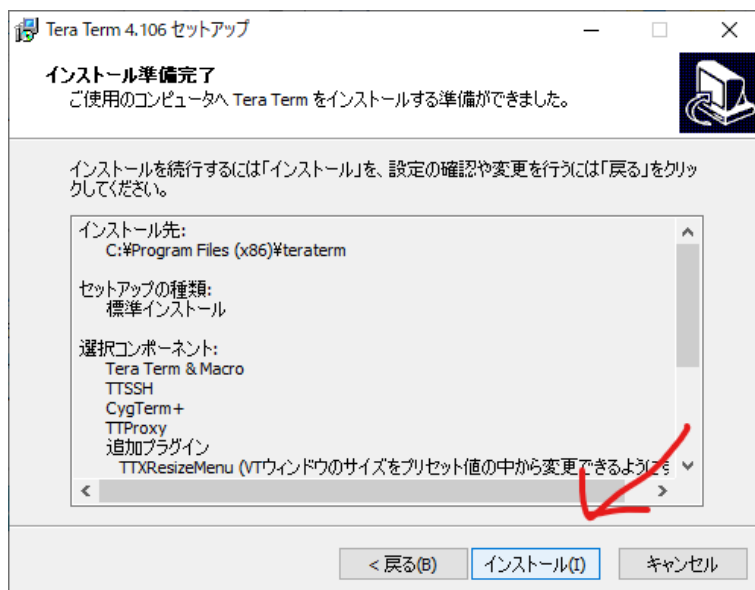 Tera Term 4.106 セットアップ
インストール準備完了
ご使用のコンピュータへ Tera Term をインストールする準備ができました。
インストールを続行するには「インストール」を、設定の確認や変更を行うには「戻る」をクリッ
クしてください。
インストール先:
C:¥Program Files (x86)¥teraterm
セットアップの種類:
標準インストール
選択コンポーネント:
Tera Term & Macro
TTSSH
CygTerm+
TTProxy
追加プラグイン
TTXResizeMenu (VTウィンドウのサイズをプリセット値の中から変更できるように
< 戻る(B)
インストール(I)
キャンセル